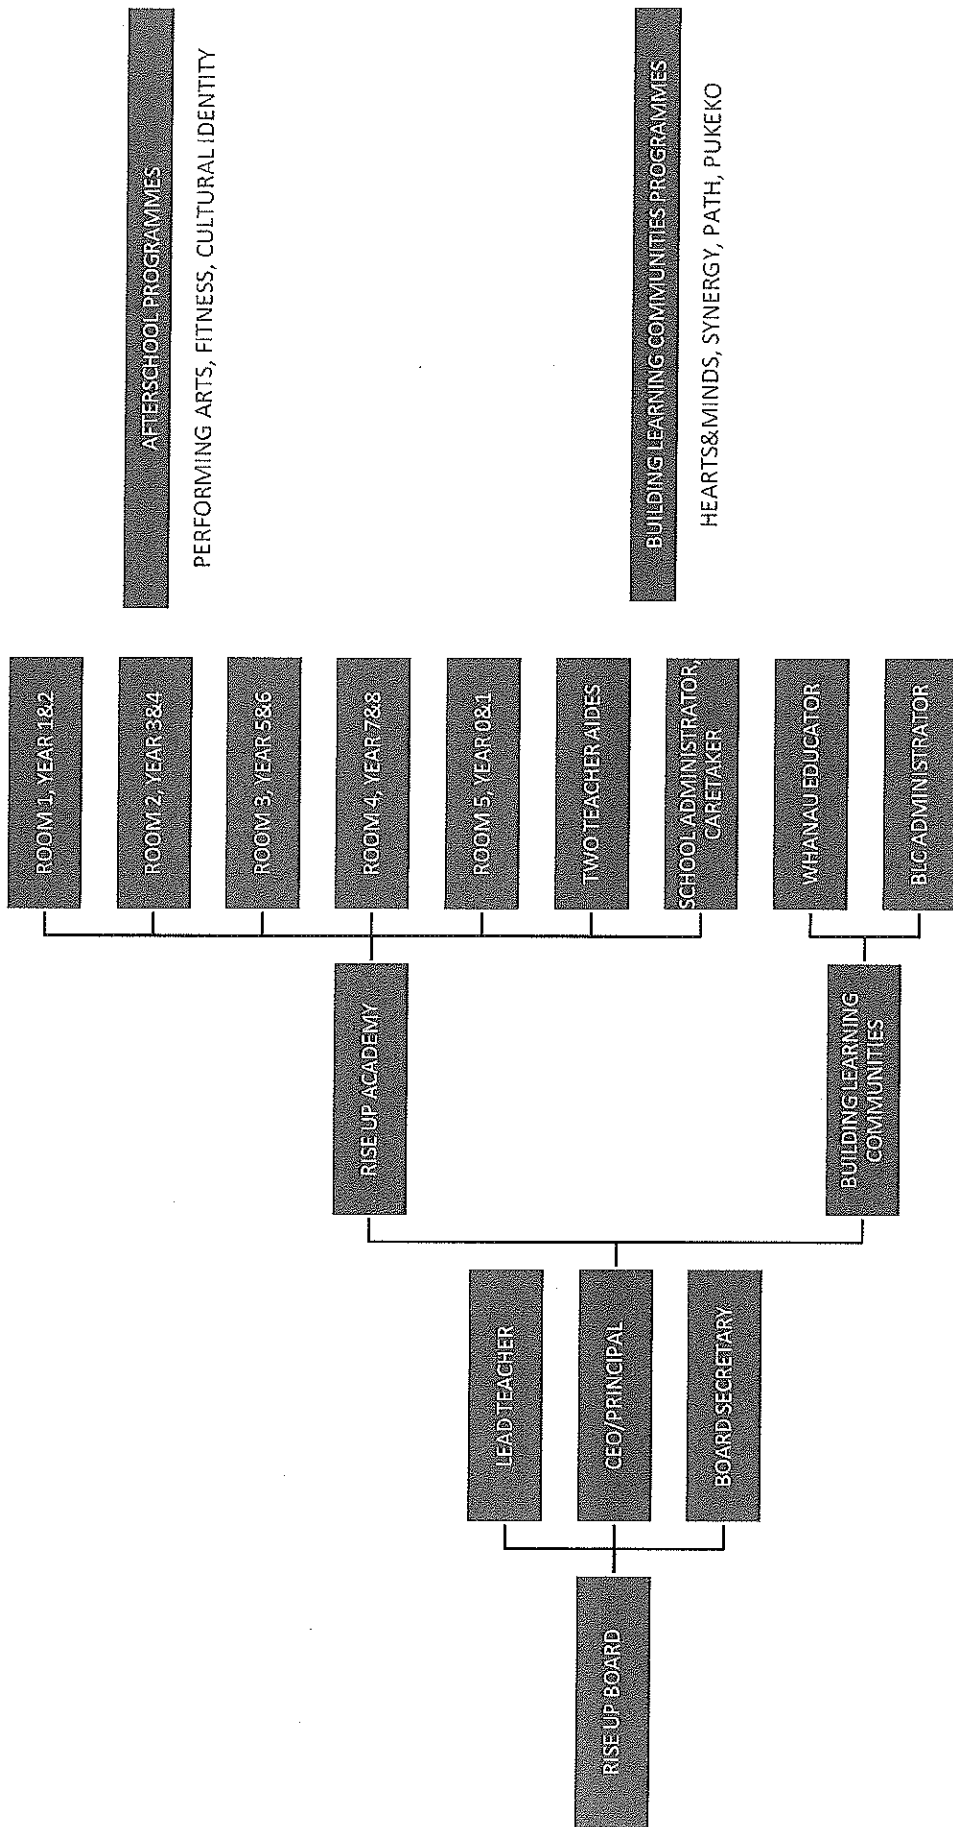 RISE UP BOARD
LEAD TEACHER
CEO/PRINCIPAL
BOARD SECRETARY
RISE UP ACADEMY
BUILDING LEARNING
COMMUNITIES
ROOM 1, YEAR 1&2
ROOM 2, YEAR 3&4
ROOM 3, YEAR 5&6
ROOM 4, YEAR 7&8
ROOM 5, YEAR 0&1
TWO TEACHER AIDES
SCHOOL ADMINISTRATOR,
CARETAKER
WHANAU EDUCATOR
BLC ADMINISTRATOR
AFTERSCHOOL PROGRAMMES
PERFORMING ARTS, FITNESS, CULTURAL IDENTITY
BUILDING LEARNING COMMUNITIES PROGRAMMES
HEARTS&MINDS, SYNERGY, PATH, PUKEKO